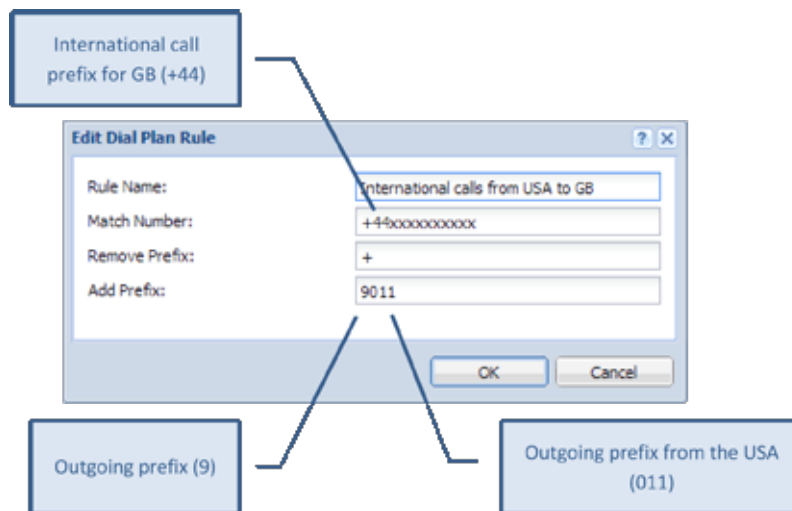 International call
prefix for GB (+44)
Edit Dial Plan Rule
Rule Name: International calls from USA to GB
Match Number: +44xxxxxxxxxx
Remove Prefix: +
Add Prefix: 9011
OK Cancel
Outgoing prefix (9)
Outgoing prefix from the USA
(011)